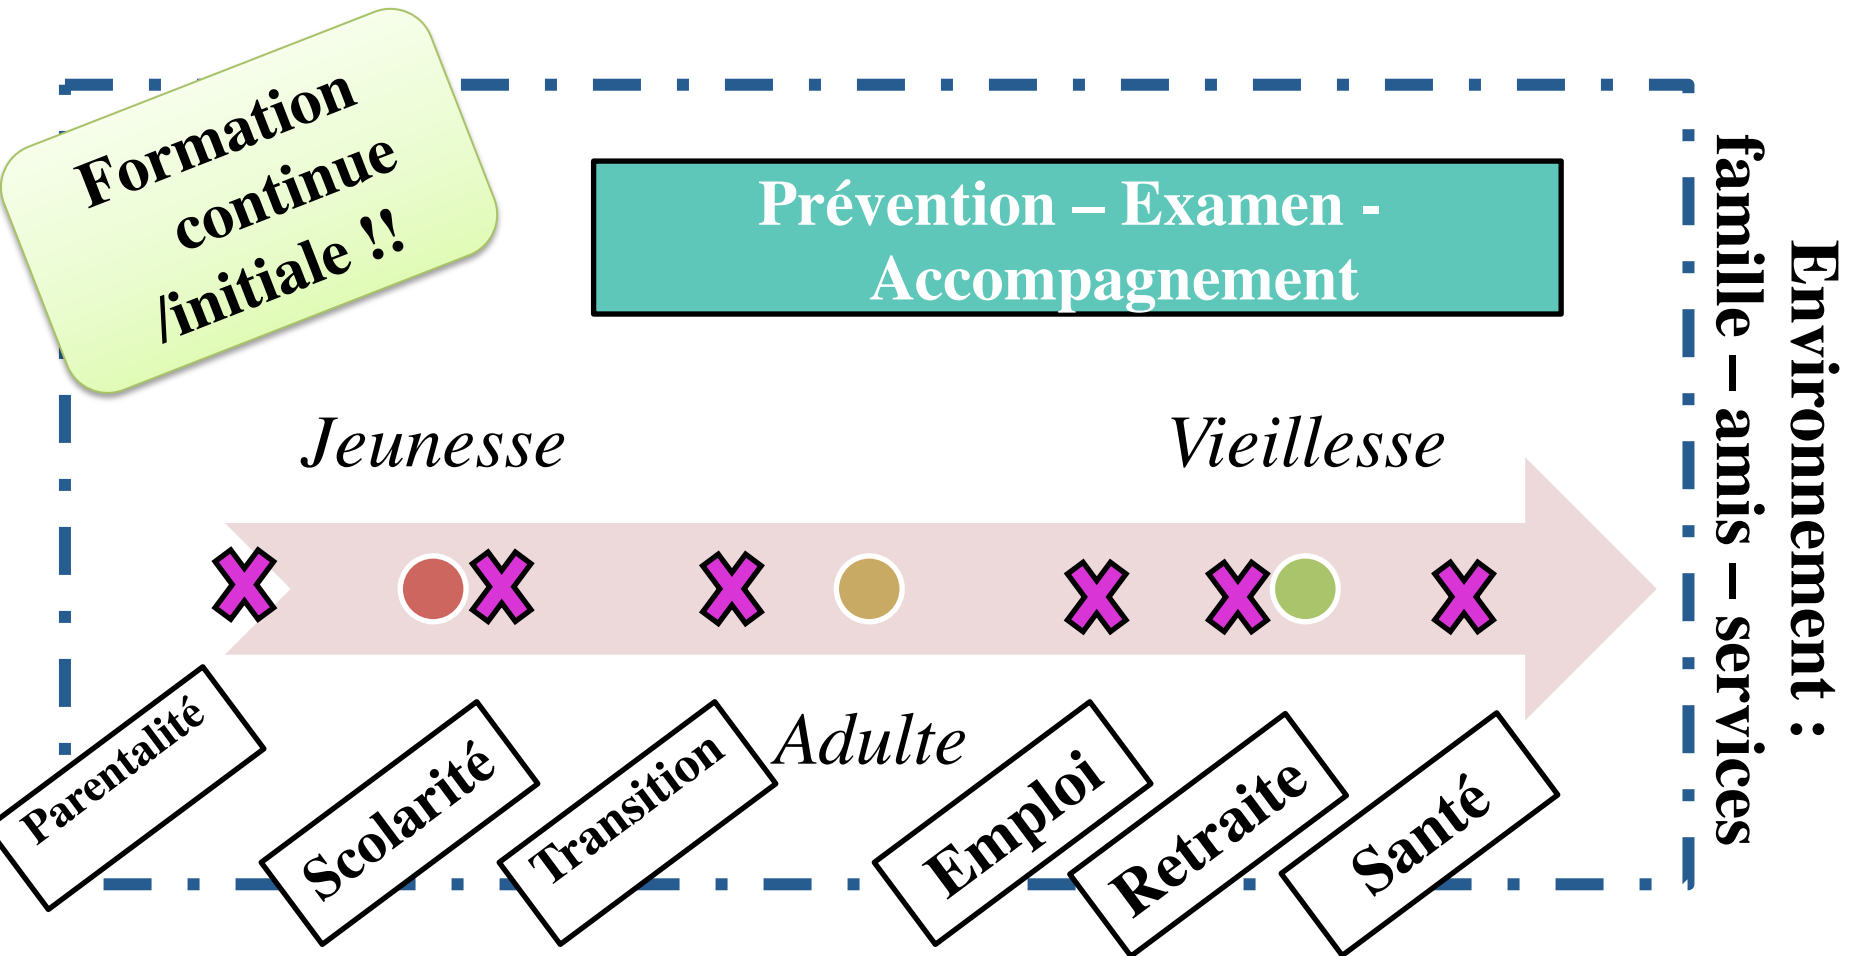 Formation
continue
/initiale !!
Prévention – Examen -
Accompagnement
Environnement :
famille – amis – services
Jeunesse
Vieillesse
Adulte
Parentalité
Scolarité
Transition
Emploi
Retraite
Santé